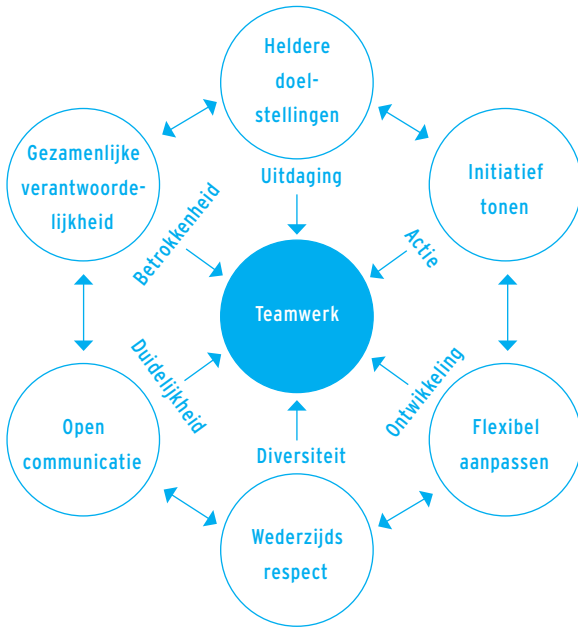 Heldere
doel-
stellingen
Gezamenlijke
verantwoorde-
lijkheid
Initiatief
tonen
Uitdaging
Betrokkenheid
Actie
Teamwerk
Duidelijkheid
Ontwikkeling
Open
communicatie
Diversiteit
Flexibel
aanpassen
Wederzijds
respect